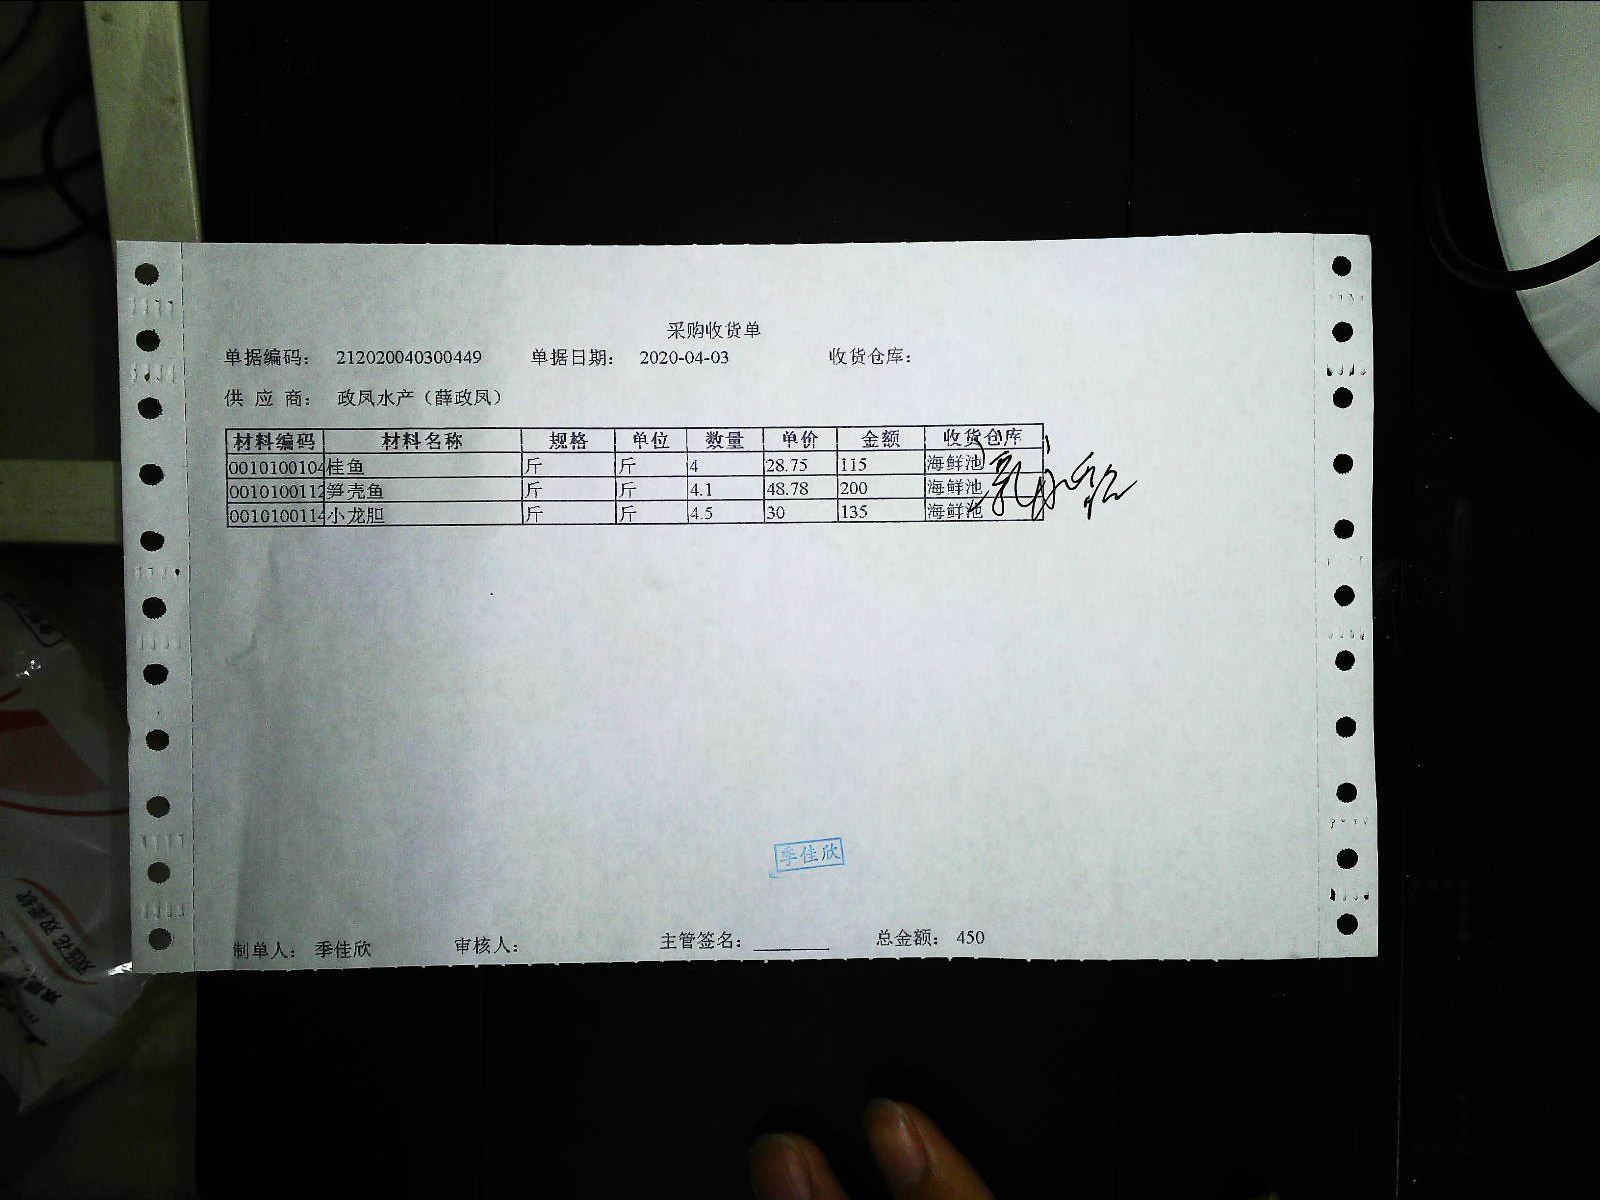 采购收货单
单据编码： 212020040300449 单据日期： 2020-04-03 收货仓库：
供 应 商： 政凤水产（薛政凤）
材料编码 材料名称 规格 单位 数量 单价 金额 收货仓库
0010100104 桂鱼 斤 斤 4 28.75 115 海鲜池
0010100112 笋壳鱼 斤 斤 4.1 48.78 200 海鲜池
0010100114 小龙胆 斤 斤 4.5 30 135 海鲜池
季佳欣
制单人： 季佳欣 审核人： 主管签名： 总金额： 450